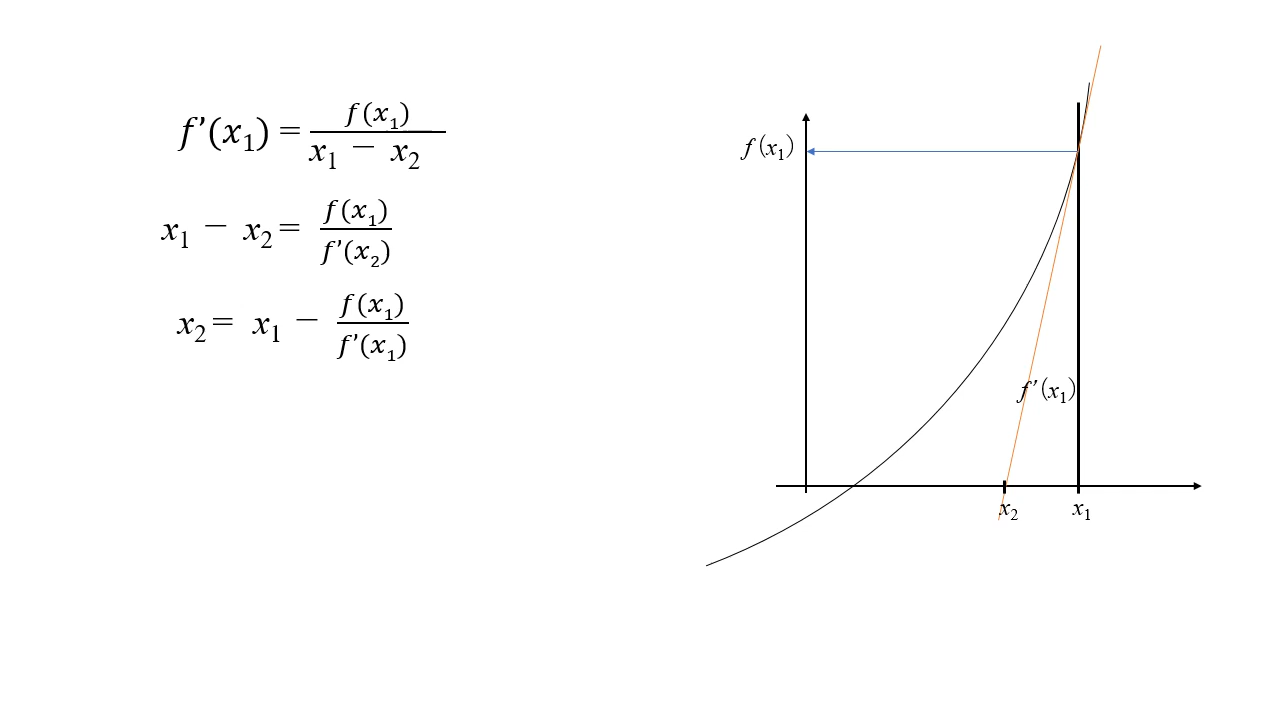 f’(x₁) = f(x₁) / x₁ − x₂
x₁ − x₂ = f(x₁) / f’(x₂)
x₂ = x₁ − f(x₁) / f’(x₁)
f(x₁)
f’(x₁)
x₂
x₁